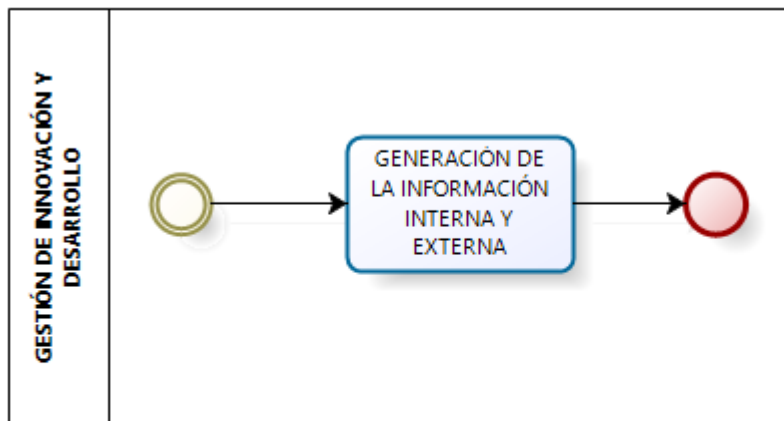 GESTIÓN DE INNOVACIÓN Y
DESARROLLO
GENERACIÓN DE
LA INFORMACIÓN
INTERNA Y
EXTERNA